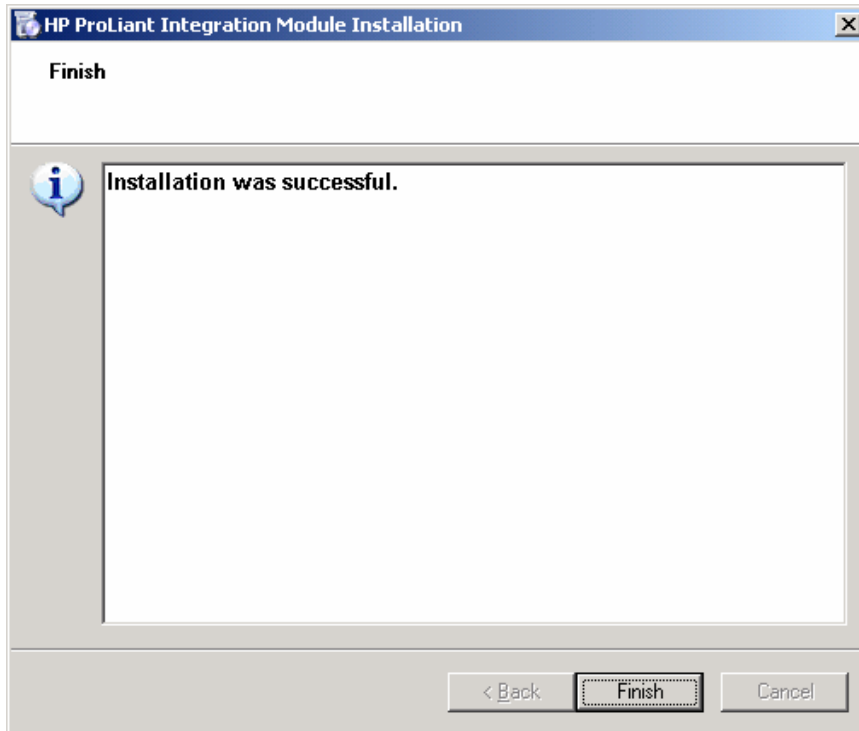 HP ProLiant Integration Module Installation
Finish
Installation was successful.
< Back Finish Cancel